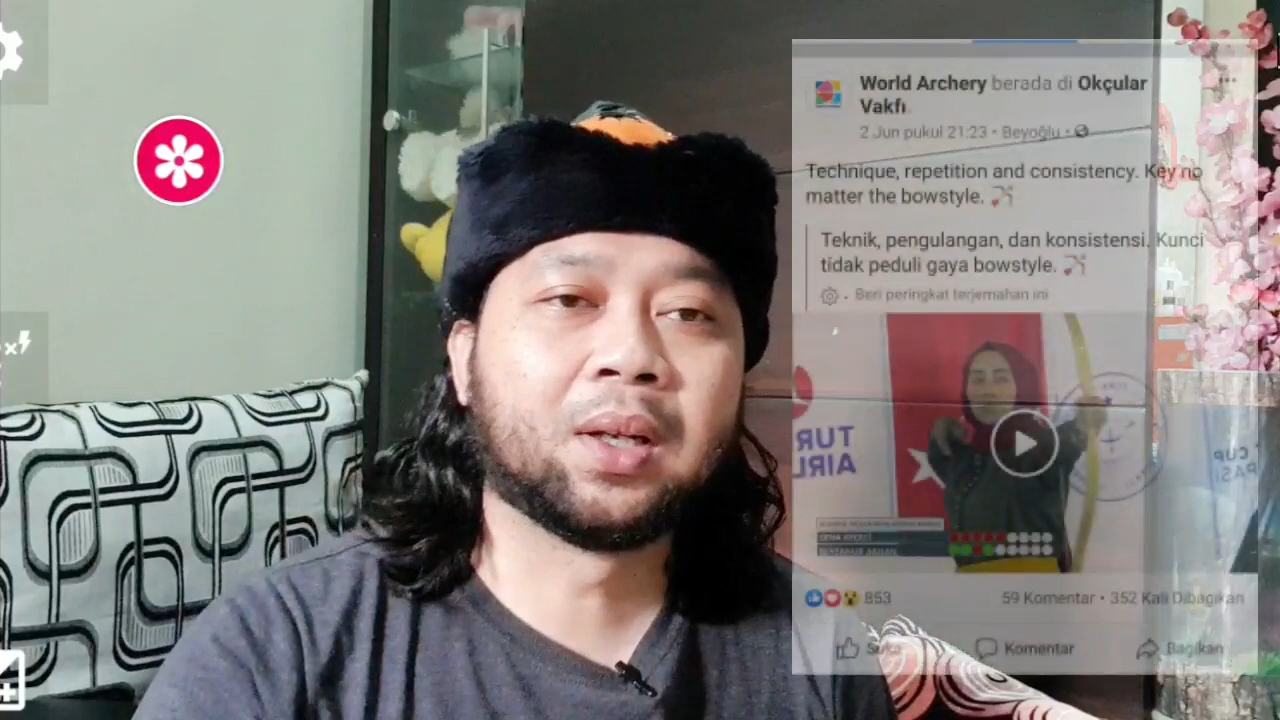 World Archery berada di Okçular
Vakfı
2 Jun pukul 21:23 • Beyoğlu •
Technique, repetition and consistency. Key no
matter the bowstyle.
Teknik, pengulangan, dan konsistensi. Kunci
tidak peduli gaya bowstyle.
Beri peringkat terjemahan ini
TUR
AIRL
CUP
853
59 Komentar • 352 Kali Dibagikan
Suka
Komentar
Bagikan